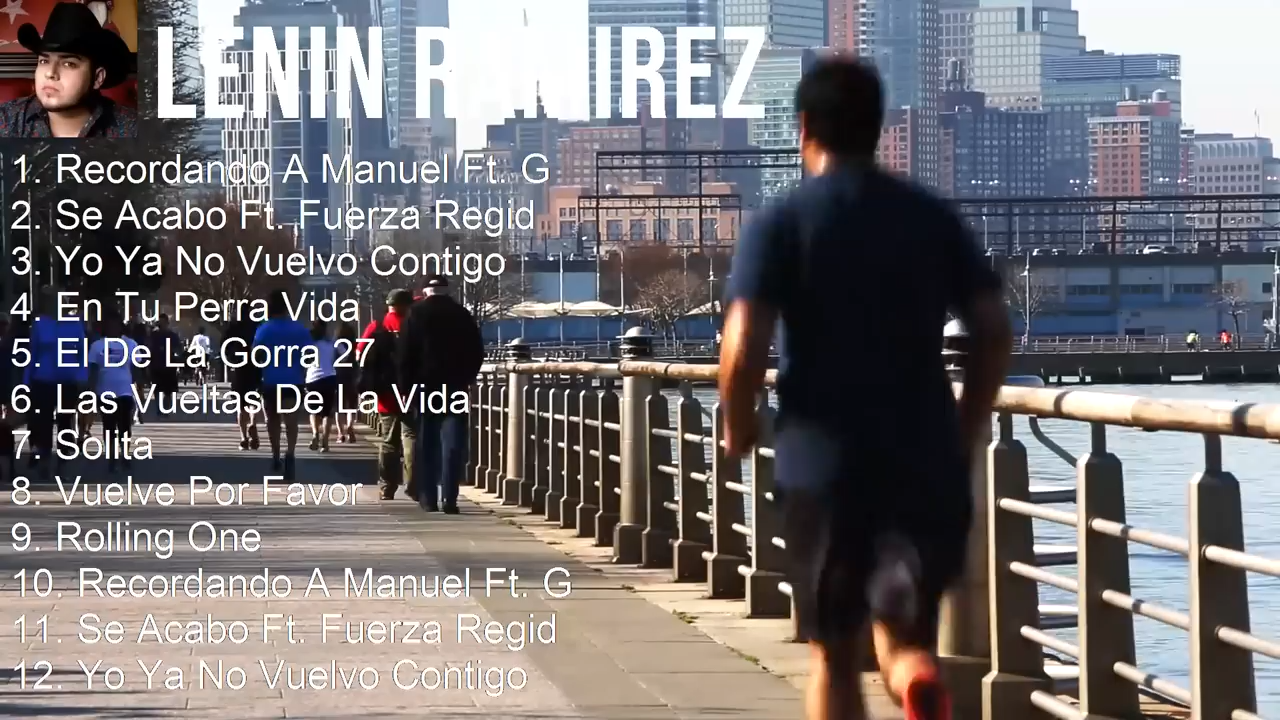 LENIN RAMIREZ
1. Recordando A Manuel Ft. G
2. Se Acabo Ft. Fuerza Regid
3. Yo Ya No Vuelvo Contigo
4. En Tu Perra Vida
5. El De La Gorra 27
6. Las Vueltas De La Vida
7. Solita
8. Vuelve Por Favor
9. Rolling One
10. Recordando A Manuel Ft. G
11. Se Acabo Ft. Fuerza Regid
12. Yo Ya No Vuelvo Contigo